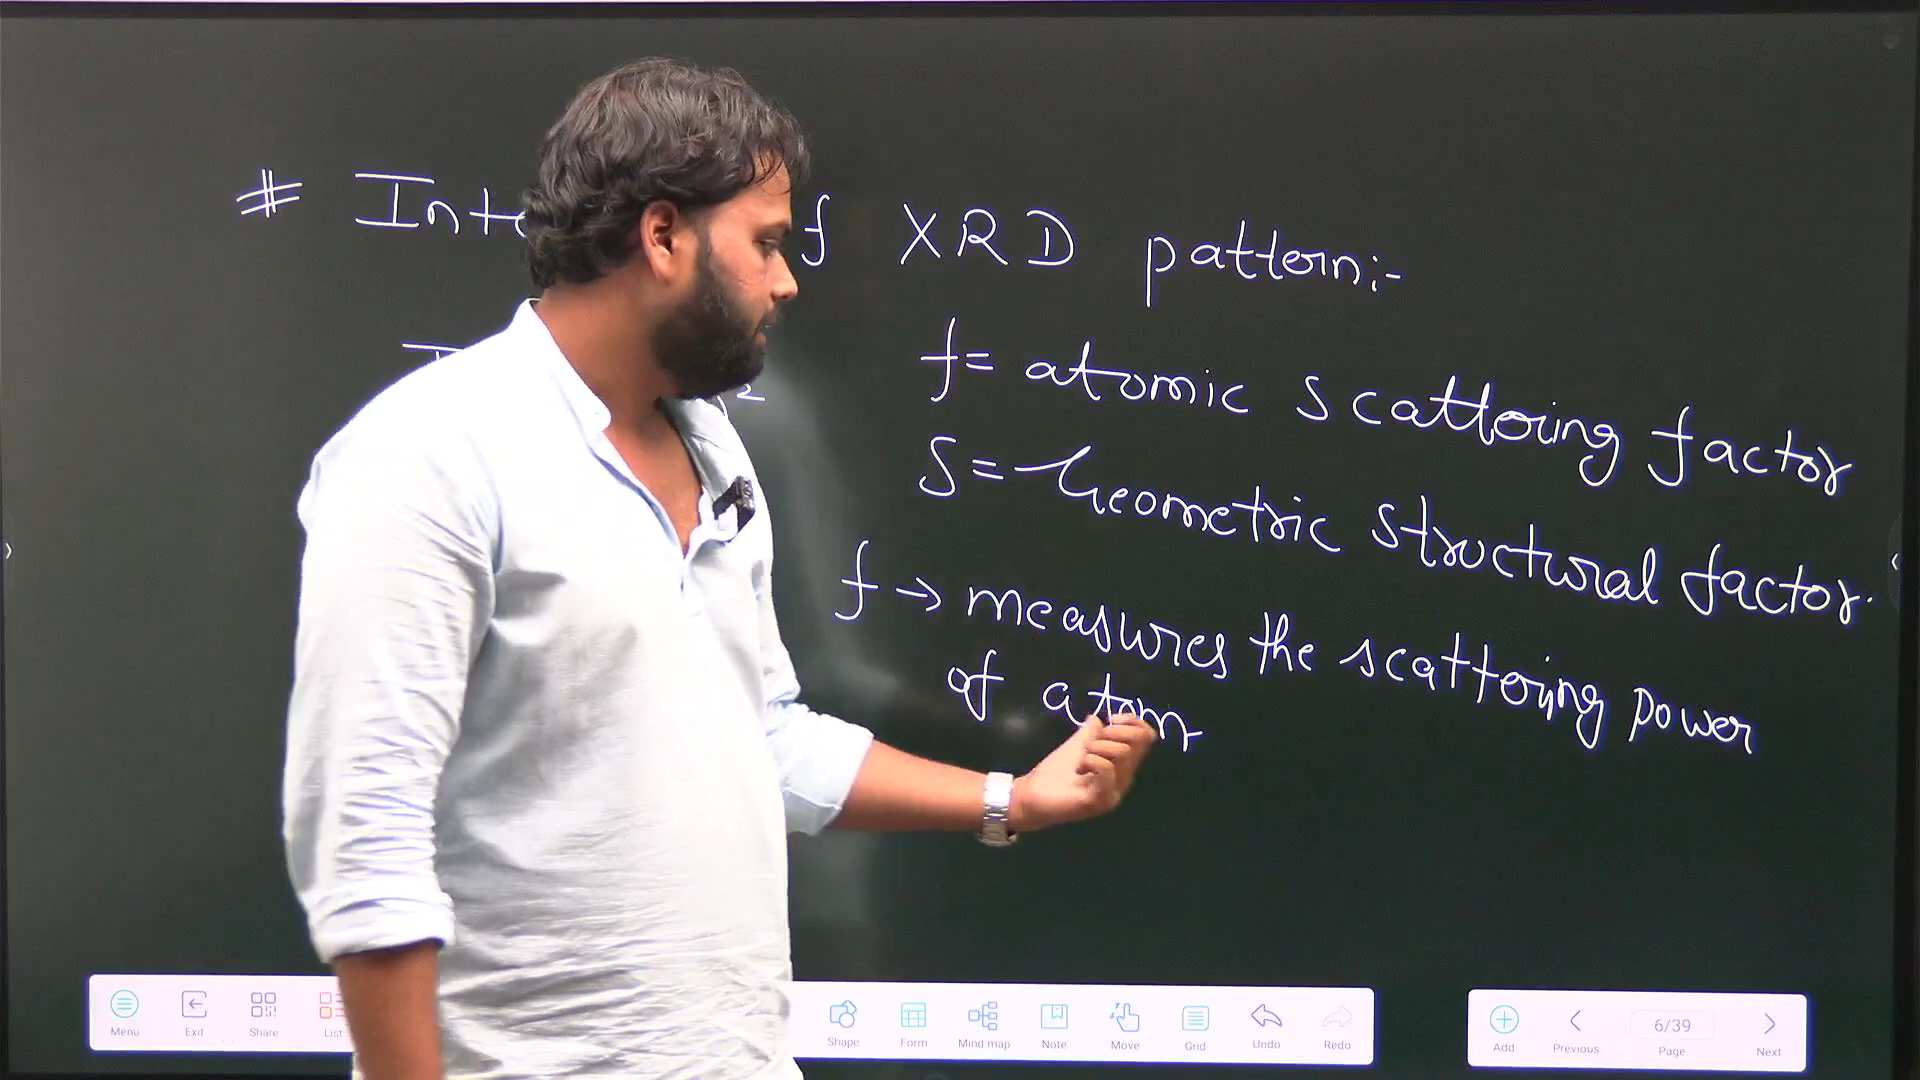 # XRD pattern:-
f = atomic scattering factor
S = Geometric structural factor.
f → measures the scattering power
of atom
Menu Exit Share List Shape Form Mind map Note Move Grid Undo Redo Add Previous 6/39 Page Next